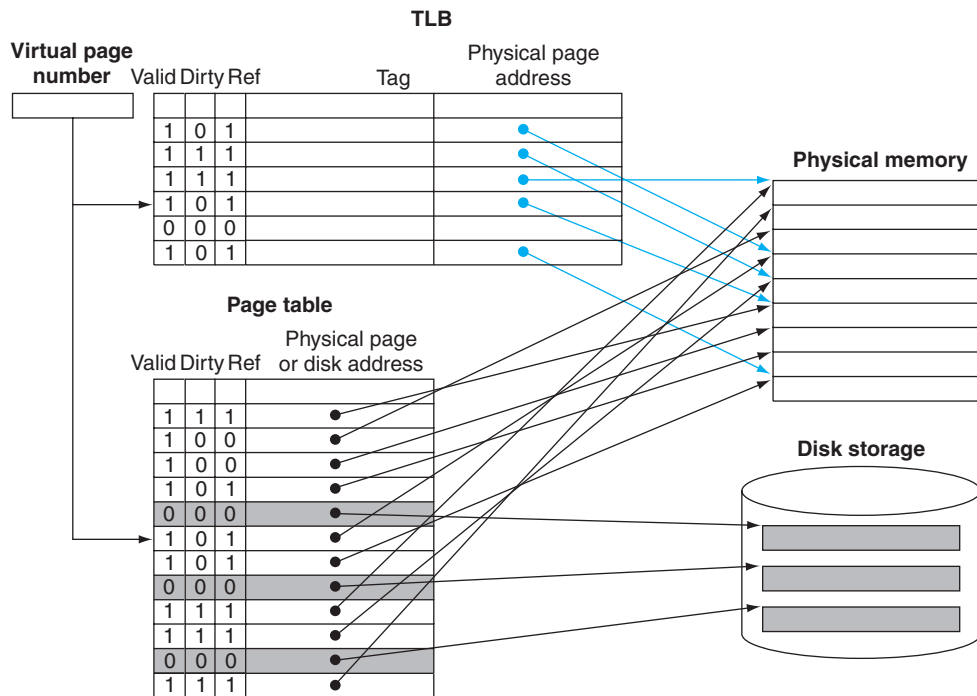 TLB
Virtual page
number
Valid Dirty Ref
Tag
Physical page
address
1 0 1
1 1 1
1 1 1
1 0 1
0 0 0
1 0 1
Physical memory
Page table
Valid Dirty Ref
Physical page
or disk address
1 1 1
1 0 0
1 0 0
1 0 1
0 0 0
1 0 1
1 0 1
0 0 0
1 1 1
1 1 1
0 0 0
1 1 1
Disk storage